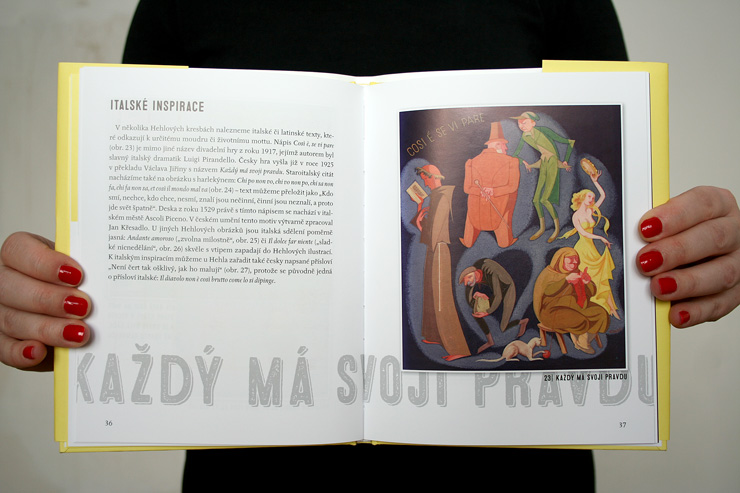 ITALSKÉ INSPIRACE
V několika Hehlových kresbách nalezneme italské či latinské texty, kte-
ré odkazují k určitému moudru či životnímu mottu. Nápis Cosi è, se vi pare
(obr. 23) je mimo jiné název divadelní hry z roku 1917, jejímž autorem byl
slavný italský dramatik Luigi Pirandello. Česky hra vyšla již v roce 1925
v překladu Václava Jiřiny s názvem Každý má svoji pravdu. Staroitalský citát
nacházíme také na obrázku s harlekýnem: Chi po non vo, chi vo non po, chi sa non
fa, chi fa non sa, et cosi il mondo mal na (obr. 24) – text můžeme přeložit jako „Kdo
smí, nechce, kdo chce, nesmí, znalí jsou nečinní, činní jsou neznalí, a proto
jde svět špatně“. Deska z roku 1529 právě s tímto nápisem se nachází v ital-
ském městě Ascoli Piceno. V českém umění tento motiv výtvarně zpracoval
Jan Křesadlo. U jiných Hehlových obrázků jsou italská sdělení poměrně
jasná: Andante amoroso („zvolna milostně“, obr. 25) či Il dolce far niente („slad-
ké nicnedělání“, obr. 26) skvěle s vtipem zapadají do Hehlových ilustrací.
K italským inspiracím můžeme u Hehla zařadit také česky napsané přísloví
„Není čert tak ošklivý, jak ho malují“ (obr. 27), protože se původně jedná
o přísloví italské: Il diavolo non è così brutto come lo si dipinge.
COSI È SE VI PARE
23| KAŽDÝ MÁ SVOJI PRAVDU
KAŽDÝ MÁ SVOJI PRAVDU
36
37